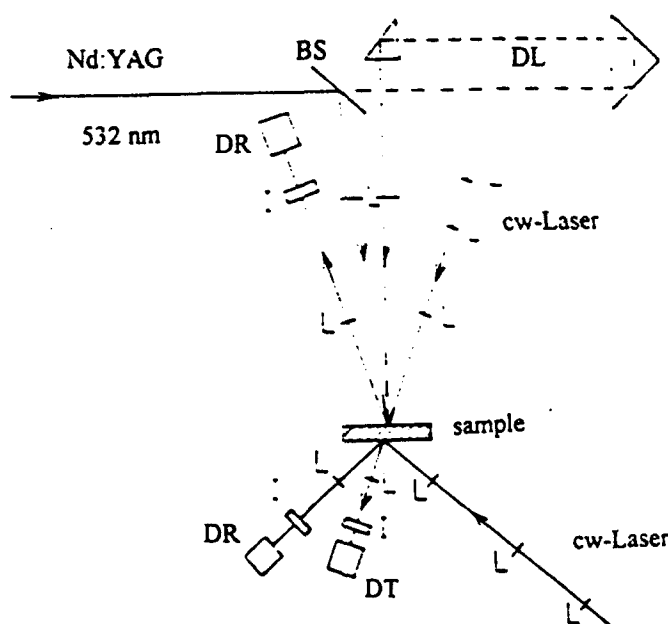 Nd:YAG
BS
DL
532 nm
DR
cw-Laser
L
L
sample
L
L
L
DR
DT
L
cw-Laser
L